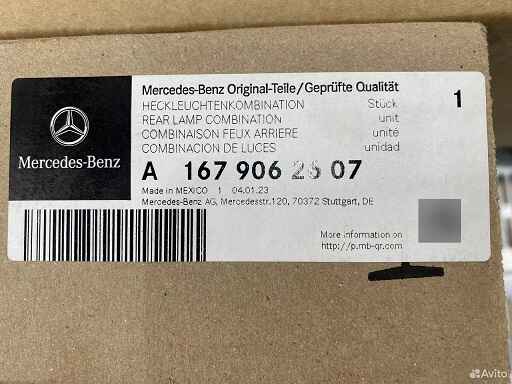 Mercedes-Benz Original-Teile/Geprüfte Qualität
HECKLEUCHTENKOMBINATION Stück 1
REAR LAMP COMBINATION unit
COMBINAISON FEUX ARRIERE unité
COMBINACION DE LUCES unidad
Mercedes-Benz
A 167 906 26 07
Made in MEXICO 1 04.01.23
Mercedes-Benz AG, Mercedesstr.120, 70372 Stuttgart, DE
More information on
http://p.mb-qr.com
Avito